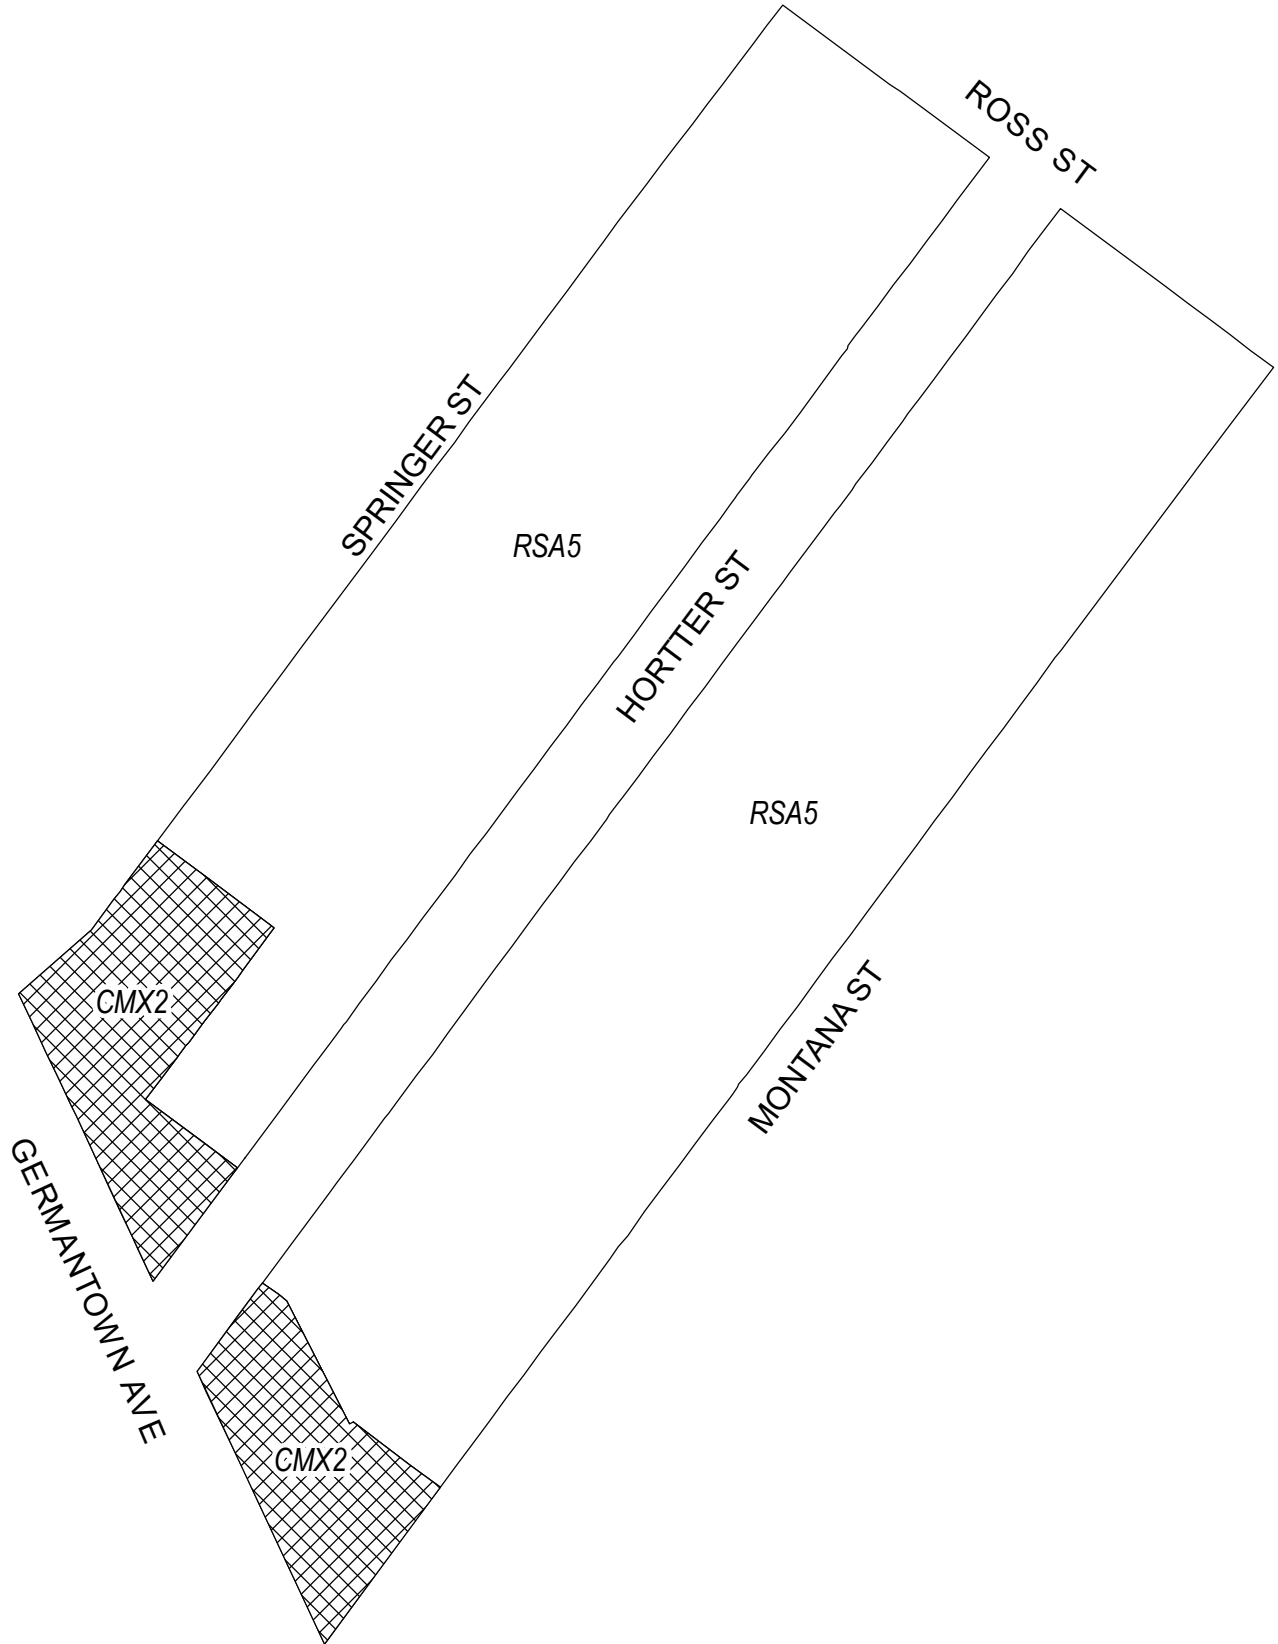 ROSS ST
SPRINGER ST
RSA5
HORTTER ST
RSA5
CMX2
MONTANA ST
GERMANTOWN AVE
CMX2